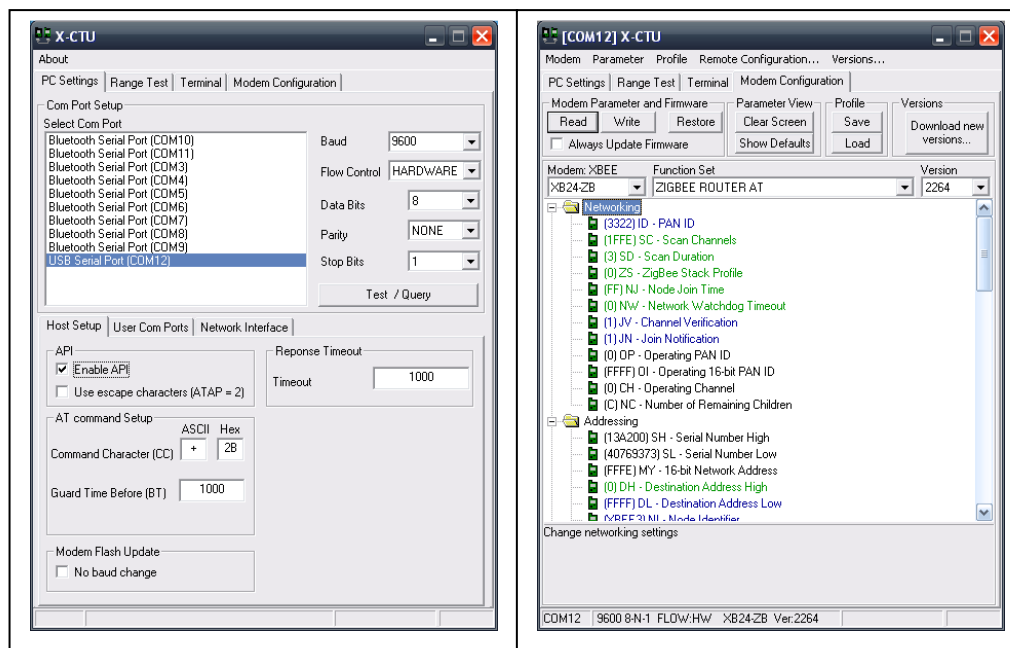 X-CTU
About
PC Settings Range Test Terminal Modem Configuration
Com Port Setup
Select Com Port
Bluetooth Serial Port (COM10)
Bluetooth Serial Port (COM11)
Bluetooth Serial Port (COM3)
Bluetooth Serial Port (COM4)
Bluetooth Serial Port (COM5)
Bluetooth Serial Port (COM6)
Bluetooth Serial Port (COM7)
Bluetooth Serial Port (COM8)
Bluetooth Serial Port (COM9)
USB Serial Port (COM12)
Baud 9600
Flow Control HARDWARE
Data Bits 8
Parity NONE
Stop Bits 1
Test / Query
Host Setup User Com Ports Network Interface
API
Enable API
Use escape characters (ATAP = 2)
Reponse Timeout
Timeout 1000
AT command Setup
ASCII Hex
Command Character (CC) + 2B
Guard Time Before (BT) 1000
Modem Flash Update
No baud change
[COM12] X-CTU
Modem Parameter Profile Remote Configuration... Versions...
PC Settings Range Test Terminal Modem Configuration
Modem Parameter and Firmware Parameter View Profile Versions
Read Write Restore Clear Screen Save Download new versions...
Always Update Firmware Show Defaults Load
Modem: XBEE Function Set Version
XB24-ZB ZIGBEE ROUTER AT 2264
Networking
(3322) ID - PAN ID
(1FFE) SC - Scan Channels
(3) SD - Scan Duration
(0) ZS - ZigBee Stack Profile
(FF) NJ - Node Join Time
(0) NW - Network Watchdog Timeout
(1) JV - Channel Verification
(1) JN - Join Notification
(0) OP - Operating PAN ID
(FFFF) OI - Operating 16-bit PAN ID
(0) CH - Operating Channel
(C) NC - Number of Remaining Children
Addressing
(13A200) SH - Serial Number High
(40769373) SL - Serial Number Low
(FFFE) MY - 16-bit Network Address
(0) DH - Destination Address High
(FFFF) DL - Destination Address Low
(XBEE3) NI - Node Identifier
Change networking settings
COM12 9600 8-N-1 FLOW:HW XB24-ZB Ver:2264